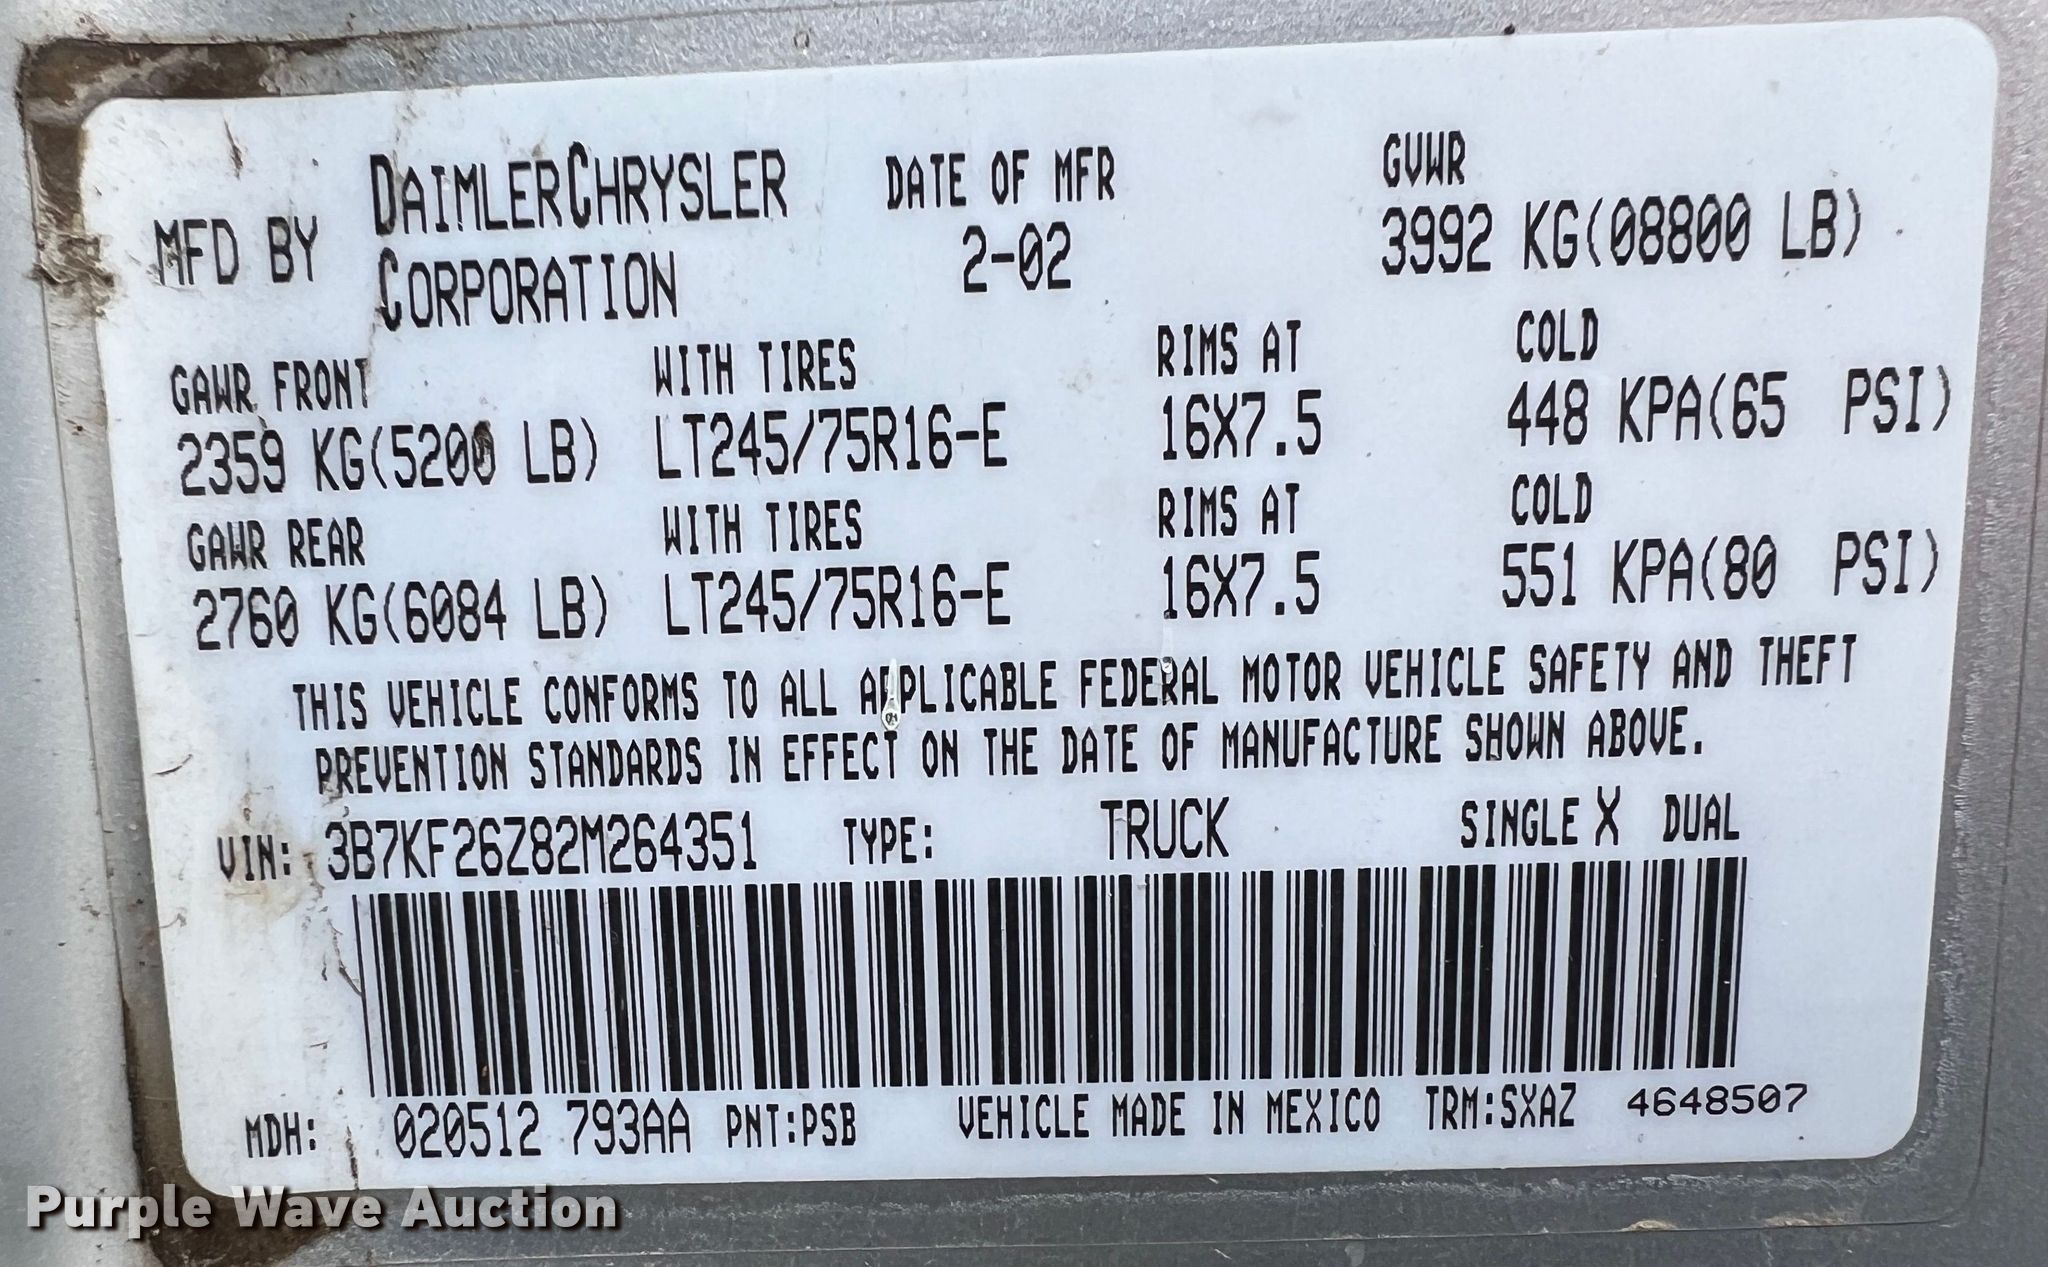 MFD BY DAIMLERCHRYSLER CORPORATION DATE OF MFR 2-02 GVWR 3992 KG(08800 LB)
GAWR FRONT WITH TIRES RIMS AT COLD
2359 KG(5200 LB) LT245/75R16-E 16X7.5 448 KPA(65 PSI)
GAWR REAR WITH TIRES RIMS AT COLD
2760 KG(6084 LB) LT245/75R16-E 16X7.5 551 KPA(80 PSI)
THIS VEHICLE CONFORMS TO ALL APPLICABLE FEDERAL MOTOR VEHICLE SAFETY AND THEFT
PREVENTION STANDARDS IN EFFECT ON THE DATE OF MANUFACTURE SHOWN ABOVE.
VIN: 3B7KF26Z82M264351 TYPE: TRUCK SINGLE X DUAL
MDH: 020512 793AA PNT:PSB VEHICLE MADE IN MEXICO TRM:SXAZ 4648507
Purple Wave Auction